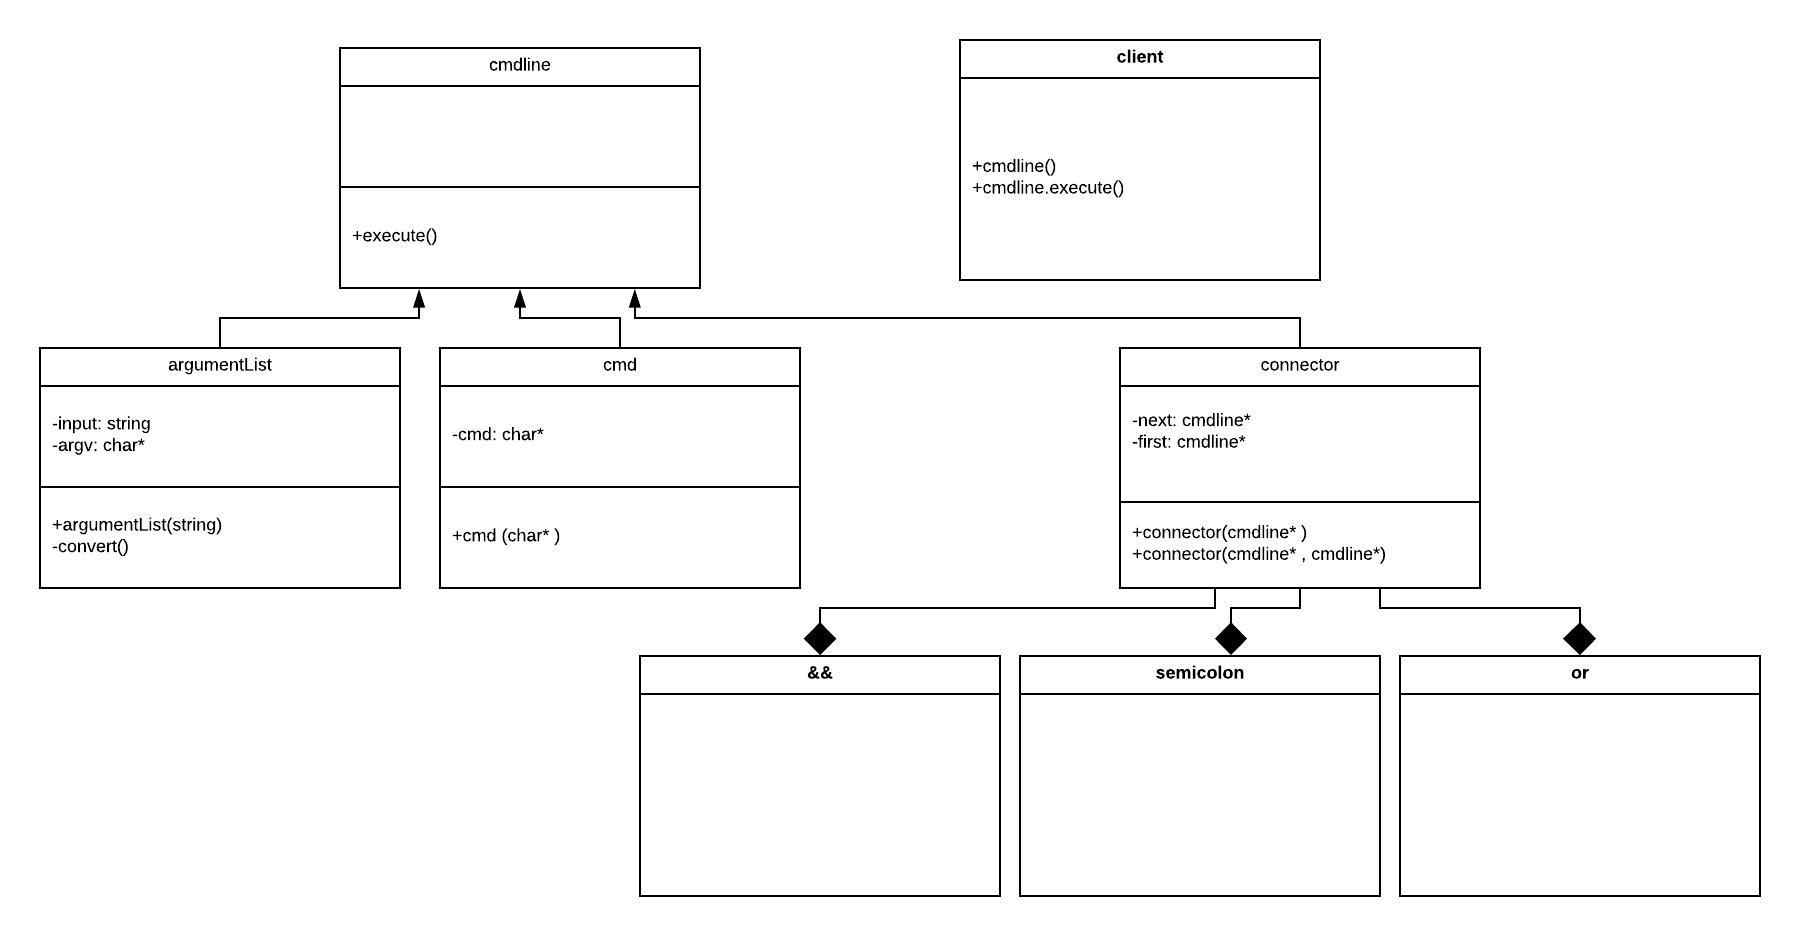 cmdline
+execute()
client
+cmdline()
+cmdline.execute()
argumentList
-input: string
-argv: char*
+argumentList(string)
-convert()
cmd
-cmd: char*
+cmd (char* )
connector
-next: cmdline*
-first: cmdline*
+connector(cmdline* )
+connector(cmdline* , cmdline*)
&&
semicolon
or